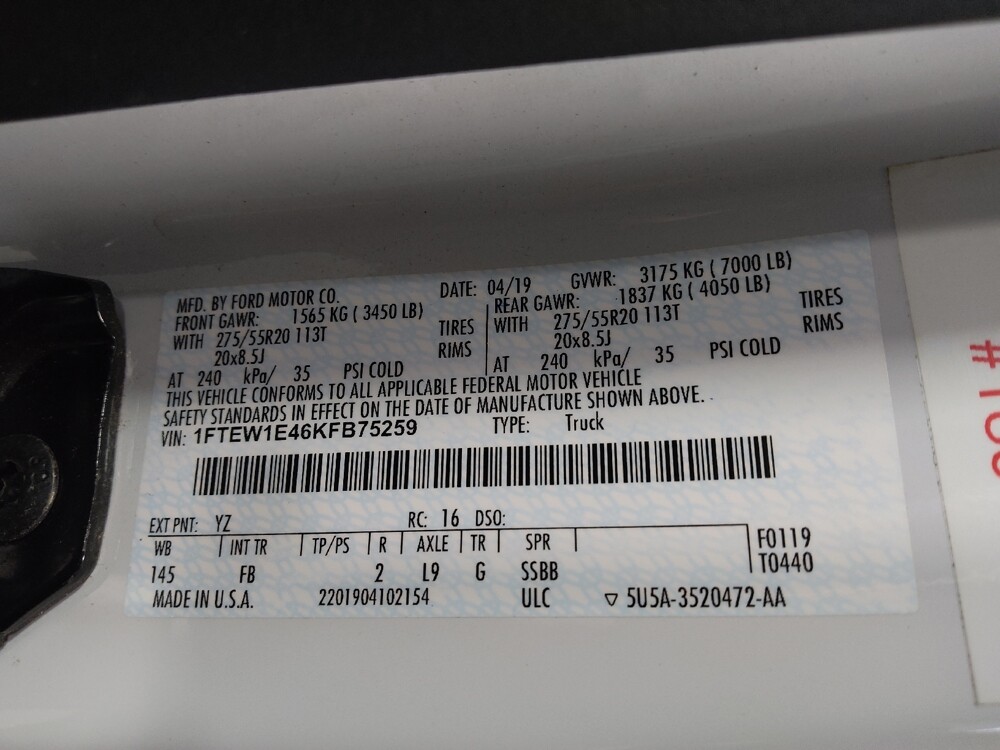 MFD. BY FORD MOTOR CO. DATE: 04/19 GVWR: 3175 KG ( 7000 LB)
FRONT GAWR: 1565 KG ( 3450 LB) REAR GAWR: 1837 KG ( 4050 LB)
WITH 275/55R20 113T TIRES WITH 275/55R20 113T TIRES
20x8.5J RIMS 20x8.5J RIMS
AT 240 kPa/ 35 PSI COLD AT 240 kPa/ 35 PSI COLD
THIS VEHICLE CONFORMS TO ALL APPLICABLE FEDERAL MOTOR VEHICLE
SAFETY STANDARDS IN EFFECT ON THE DATE OF MANUFACTURE SHOWN ABOVE.
VIN: 1FTEW1E46KFB75259 TYPE: Truck
EXT PNT: YZ RC: 16 DSO:
WB INT TR TP/PS R AXLE TR SPR F0119
145 FB 2 L9 G SSBB T0440
MADE IN U.S.A. 2201904102154 ULC ▽ 5U5A-3520472-AA